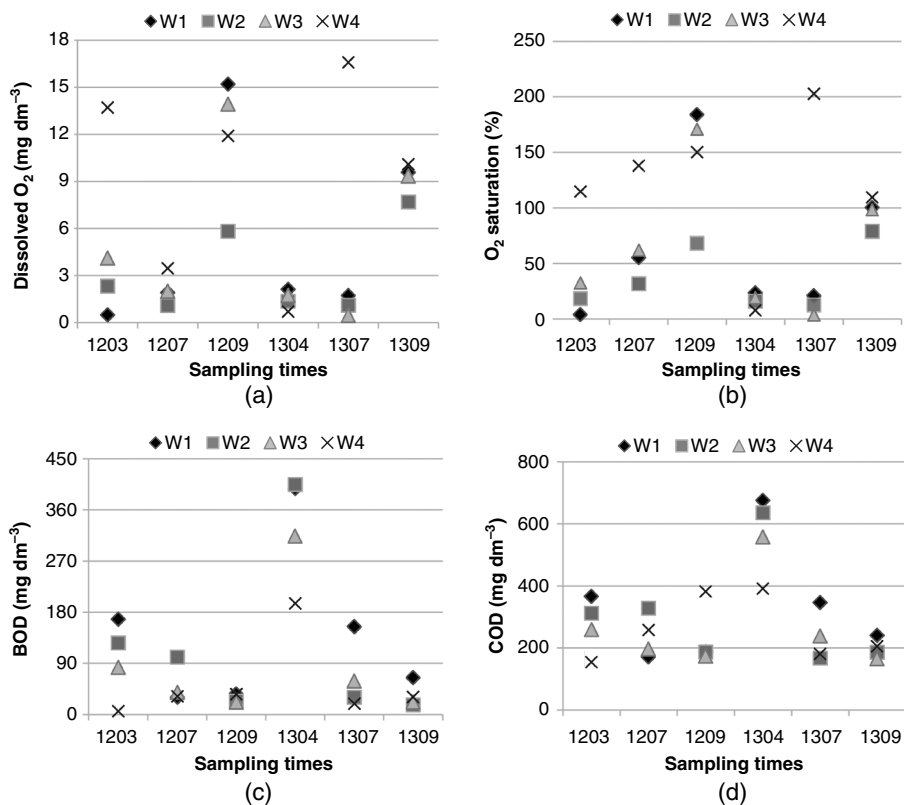 W1 W2 W3 W4
18
15
12
9
6
3
0
Dissolved O₂ (mg dm⁻³)
1203 1207 1209 1304 1307 1309
Sampling times
(a)
W1 W2 W3 W4
250
200
150
100
50
0
O₂ saturation (%)
1203 1207 1209 1304 1307 1309
Sampling times
(b)
W1 W2 W3 W4
450
360
270
180
90
0
BOD (mg dm⁻³)
1203 1207 1209 1304 1307 1309
Sampling times
(c)
W1 W2 W3 W4
800
600
400
200
0
COD (mg dm⁻³)
1203 1207 1209 1304 1307 1309
Sampling times
(d)